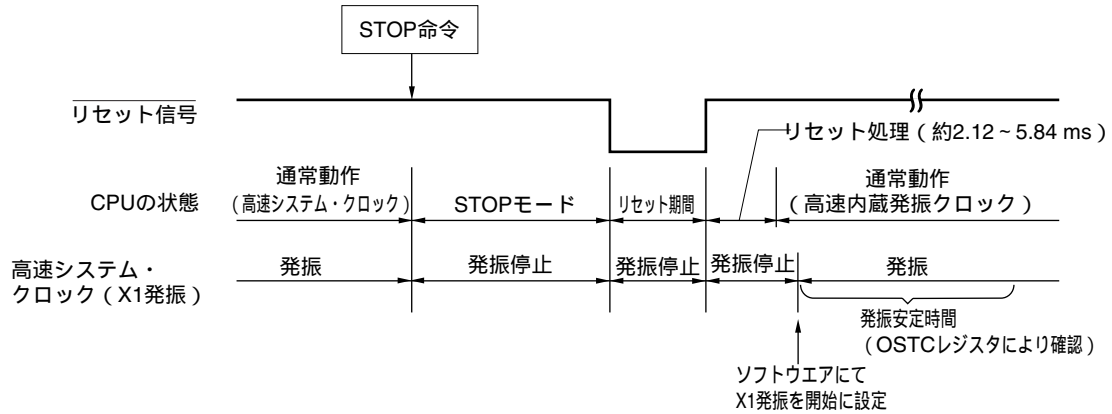 STOP命令
リセット信号
リセット処理（約2.12～5.84 ms）
CPUの状態
通常動作
（高速システム・クロック）
STOPモード
リセット期間
通常動作
（高速内蔵発振クロック）
高速システム・
クロック（X1発振）
発振
発振停止
発振停止
発振停止
発振
発振安定時間
（OSTCレジスタにより確認）
ソフトウエアにて
X1発振を開始に設定